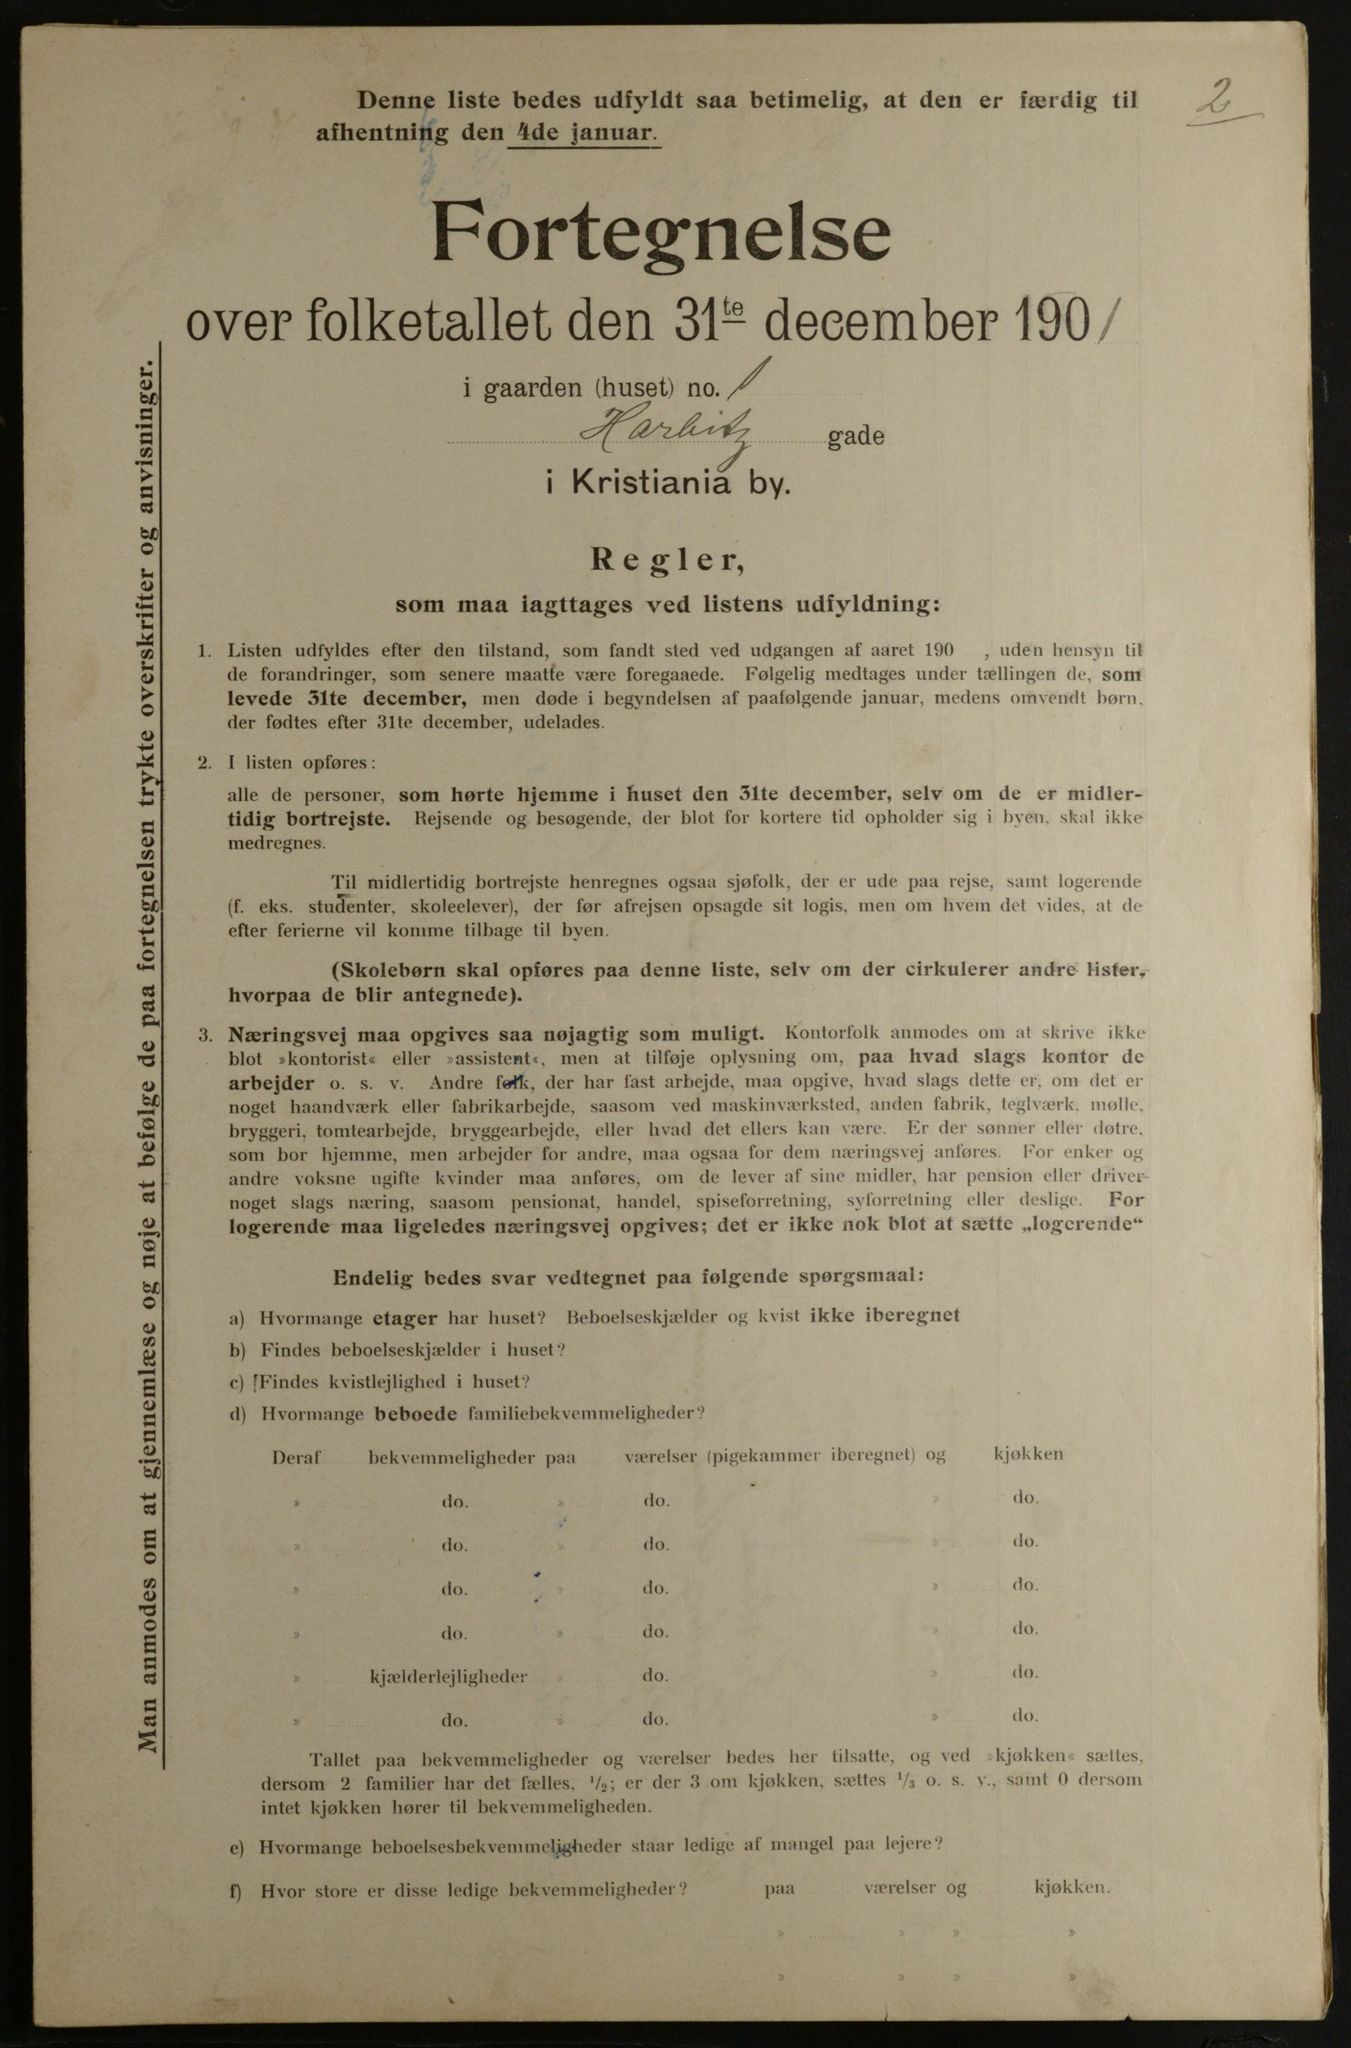 2
Denne liste bedes udfyldt saa betimelig, at den er færdig til
afhentning den 4de januar.
Fortegnelse
over folketallet den 31te december 1901
i gaarden (huset) no. 1
Harbitz gade
i Kristiania by.
Regler,
som maa iagttages ved listens udfyldning:
1. Listen udfyldes efter den tilstand, som fandt sted ved udgangen af aaret 190 , uden hensyn til
de forandringer, som senere maatte være foregaaede. Følgelig medtages under tællingen de, som
levede 31te december, men døde i begyndelsen af paafølgende januar, medens omvendt børn,
der fødtes efter 31te december, udelades.
2. I listen opføres:
alle de personer, som hørte hjemme i huset den 31te december, selv om de er midler-
tidig bortrejste. Rejsende og besøgende, der blot for kortere tid opholder sig i byen, skal ikke
medregnes.
Til midlertidig bortrejste henregnes ogsaa sjøfolk, der er ude paa rejse, samt logerende
(f. eks. studenter, skoleelever), der før afrejsen opsagde sit logis, men om hvem det vides, at de
efter ferierne vil komme tilbage til byen.
(Skolebørn skal opføres paa denne liste, selv om der cirkulerer andre lister,
hvorpaa de blir antegnede).
3. Næringsvej maa opgives saa nøjagtig som muligt. Kontorfolk anmodes om at skrive ikke
blot »kontorist« eller »assistent«, men at tilføje oplysning om, paa hvad slags kontor de
arbejder o. s. v. Andre folk, der har fast arbejde, maa opgive, hvad slags dette er, om det er
noget haandværk eller fabrikarbejde, saasom ved maskinværksted, anden fabrik, teglværk, mølle,
bryggeri, tomtearbejde, bryggearbejde, eller hvad det ellers kan være. Er der sønner eller døtre,
som bor hjemme, men arbejder for andre, maa ogsaa for dem næringsvej anføres. For enker og
andre voksne ugifte kvinder maa anføres, om de lever af sine midler, har pension eller driver
noget slags næring, saasom pensionat, handel, spiseforretning, syforretning eller deslige. For
logerende maa ligeledes næringsvej opgives; det er ikke nok blot at sætte „logerende“
Endelig bedes svar vedtegnet paa følgende spørgsmaal:
a) Hvormange etager har huset? Beboelseskjælder og kvist ikke iberegnet
b) Findes beboelseskjælder i huset?
c) Findes kvistlejlighed i huset?
d) Hvormange beboede familiebekvemmeligheder?
Deraf bekvemmeligheder paa værelser (pigekammer iberegnet) og kjøkken
» do. » do. » do.
» do. » do. » do.
» do. » do. » do.
» do. » do. » do.
» kjælderlejligheder » do. » do.
» do. » do. » do.
Tallet paa bekvemmeligheder og værelser bedes her tilsatte, og ved »kjøkken« sættes,
dersom 2 familier har det fælles, 1/2; er der 3 om kjøkken, sættes 1/3 o. s. v., samt 0 dersom
intet kjøkken hører til bekvemmeligheden.
e) Hvormange beboelsesbekvemmeligheder staar ledige af mangel paa lejere?
f) Hvor store er disse ledige bekvemmeligheder? paa værelser og kjøkken.
» » » »
» » » »
Man anmodes om at gjennemlæse og nøje at befølge de paa fortegnelsen trykte overskrifter og anvisninger.